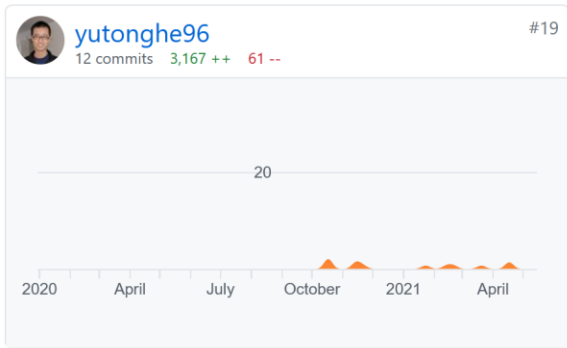 yutonghe96
#19
12 commits 3,167 ++ 61 --
20
2020 April July October 2021 April